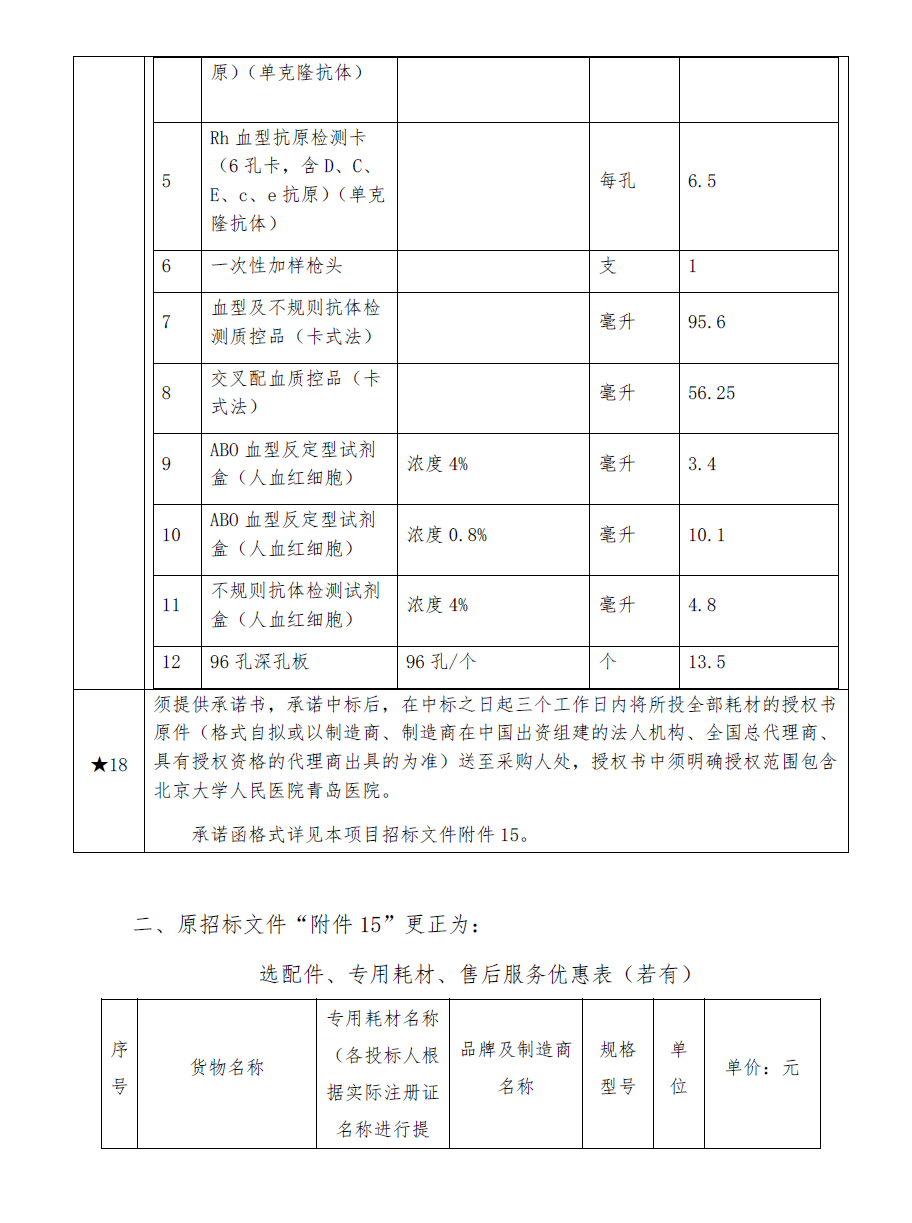 原）（单克隆抗体）
5
Rh 血型抗原检测卡
（6 孔卡，含 D、C、
E、c、e 抗原）（单克
隆抗体）
每孔
6.5
6
一次性加样枪头
支
1
7
血型及不规则抗体检
测质控品（卡式法）
毫升
95.6
8
交叉配血质控品（卡
式法）
毫升
56.25
9
ABO 血型反定型试剂
盒（人血红细胞）
浓度 4%
毫升
3.4
10
ABO 血型反定型试剂
盒（人血红细胞）
浓度 0.8%
毫升
10.1
11
不规则抗体检测试剂
盒（人血红细胞）
浓度 4%
毫升
4.8
12
96 孔深孔板
96 孔/个
个
13.5
★18
须提供承诺书，承诺中标后，在中标之日起三个工作日内将所投全部耗材的授权书
原件（格式自拟或以制造商、制造商在中国出资组建的法人机构、全国总代理商、
具有授权资格的代理商出具的为准）送至采购人处，授权书中须明确授权范围包含
北京大学人民医院青岛医院。
承诺函格式详见本项目招标文件附件 15。
二、原招标文件“附件 15”更正为：
选配件、专用耗材、售后服务优惠表（若有）
序
号
货物名称
专用耗材名称
（各投标人根
据实际注册证
名称进行提
品牌及制造商
名称
规格
型号
单
位
单价：元